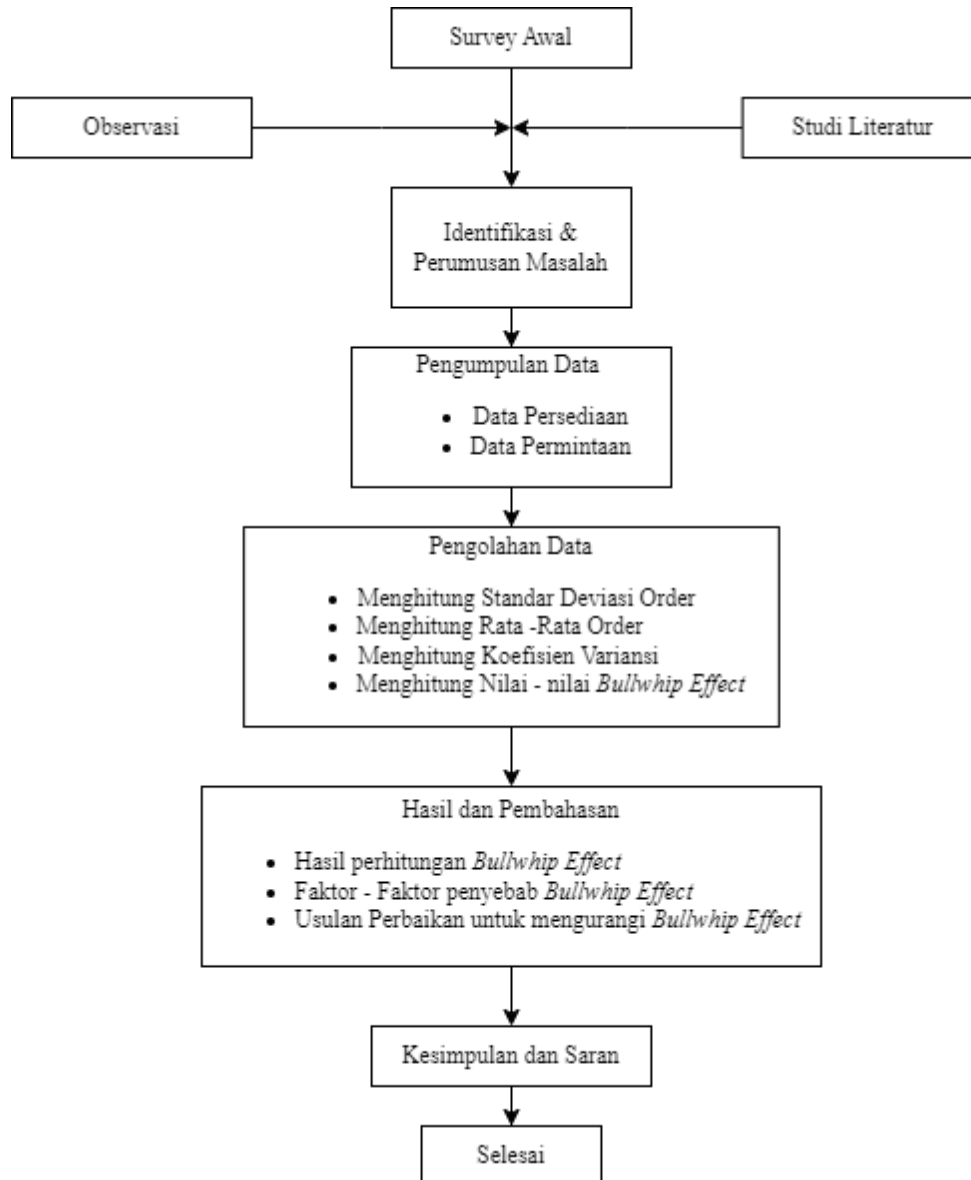 Survey Awal
Observasi
Studi Literatur
Identifikasi &
Perumusan Masalah
Pengumpulan Data
• Data Persediaan
• Data Permintaan
Pengolahan Data
• Menghitung Standar Deviasi Order
• Menghitung Rata -Rata Order
• Menghitung Koefisien Variansi
• Menghitung Nilai - nilai Bullwhip Effect
Hasil dan Pembahasan
• Hasil perhitungan Bullwhip Effect
• Faktor - Faktor penyebab Bullwhip Effect
• Usulan Perbaikan untuk mengurangi Bullwhip Effect
Kesimpulan dan Saran
Selesai